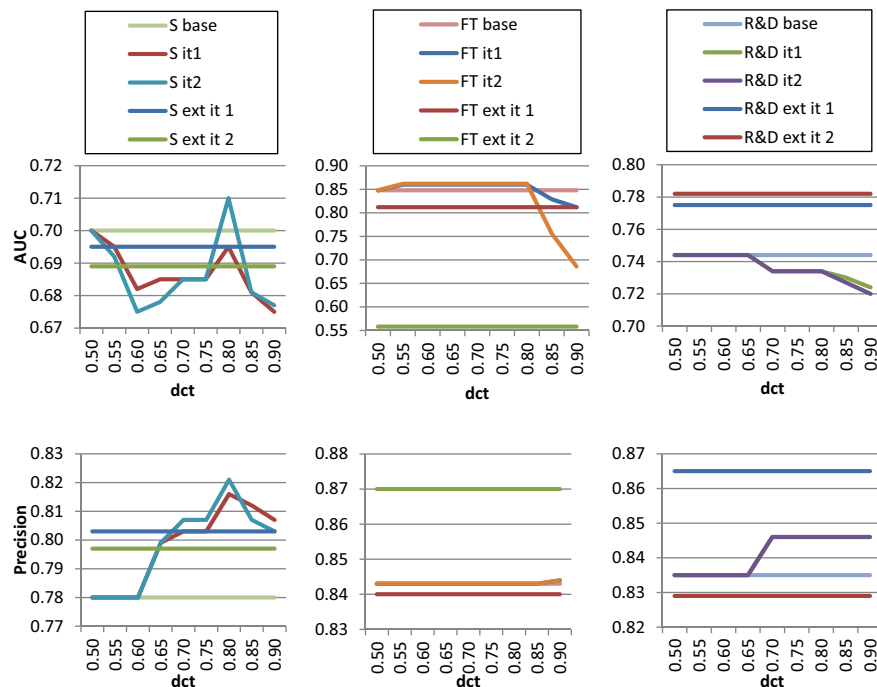 S base
S it1
S it2
S ext it 1
S ext it 2
FT base
FT it1
FT it2
FT ext it 1
FT ext it 2
R&D base
R&D it1
R&D it2
R&D ext it 1
R&D ext it 2
AUC
0.72
0.71
0.70
0.69
0.68
0.67
0.50 0.55 0.60 0.65 0.70 0.75 0.80 0.85 0.90
dct
0.90
0.85
0.80
0.75
0.70
0.65
0.60
0.55
0.50 0.55 0.60 0.65 0.70 0.75 0.80 0.85 0.90
dct
0.80
0.78
0.76
0.74
0.72
0.70
0.50 0.55 0.60 0.65 0.70 0.75 0.80 0.85 0.90
dct
Precision
0.83
0.82
0.81
0.80
0.79
0.78
0.77
0.50 0.55 0.60 0.65 0.70 0.75 0.80 0.85 0.90
dct
0.88
0.87
0.86
0.85
0.84
0.83
0.50 0.55 0.60 0.65 0.70 0.75 0.80 0.85 0.90
dct
0.87
0.86
0.85
0.84
0.83
0.82
0.50 0.55 0.60 0.65 0.70 0.75 0.80 0.85 0.90
dct